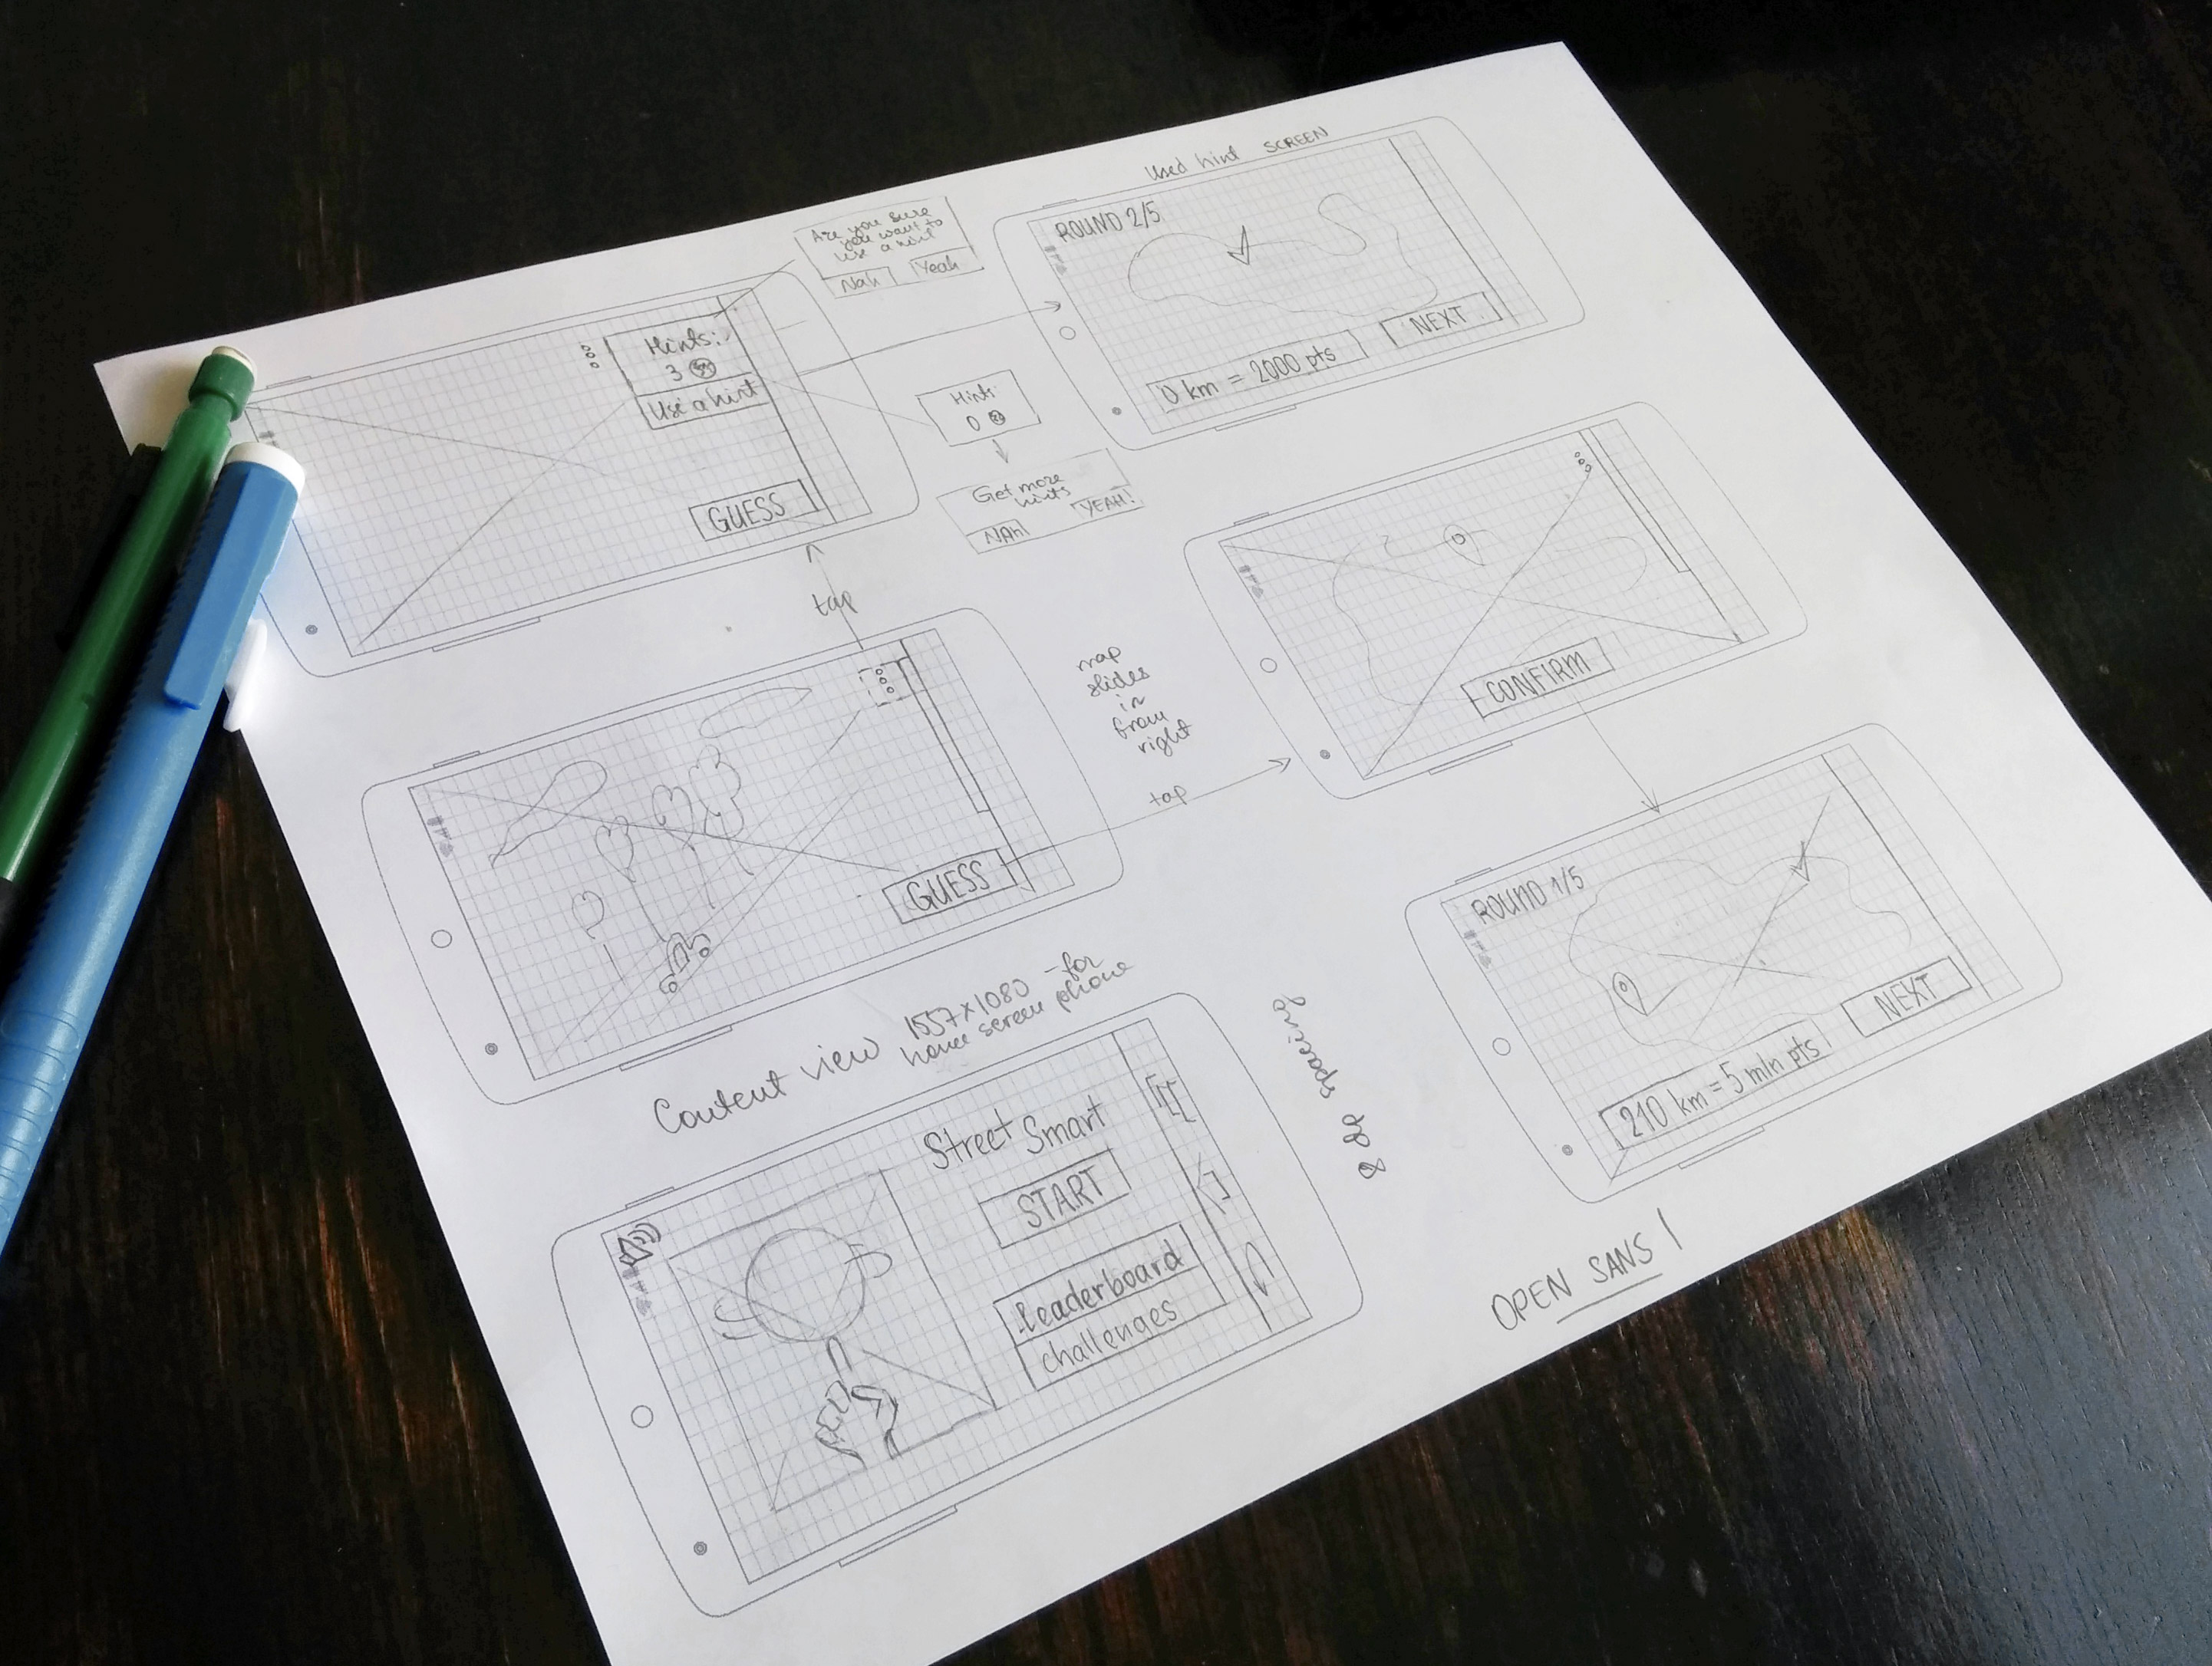 Used hint SCREEN
Are you sure
you want to
use a hint
Nah
Yeah
ROUND 2/5
0 km = 2000 pts
NEXT
Hints:
3
Use a hint
GUESS
Hints
0
Get more
hints
NAh!
YEAH!
tap
CONFIRM
map
slides
in
from
right
tap
GUESS
ROUND 1/5
210 km = 5 mln pts
NEXT
Content view 1557x1080 - for
home screen phone
8 dp spacing
Street Smart
START
Leaderboard
challenges
OPEN SANS